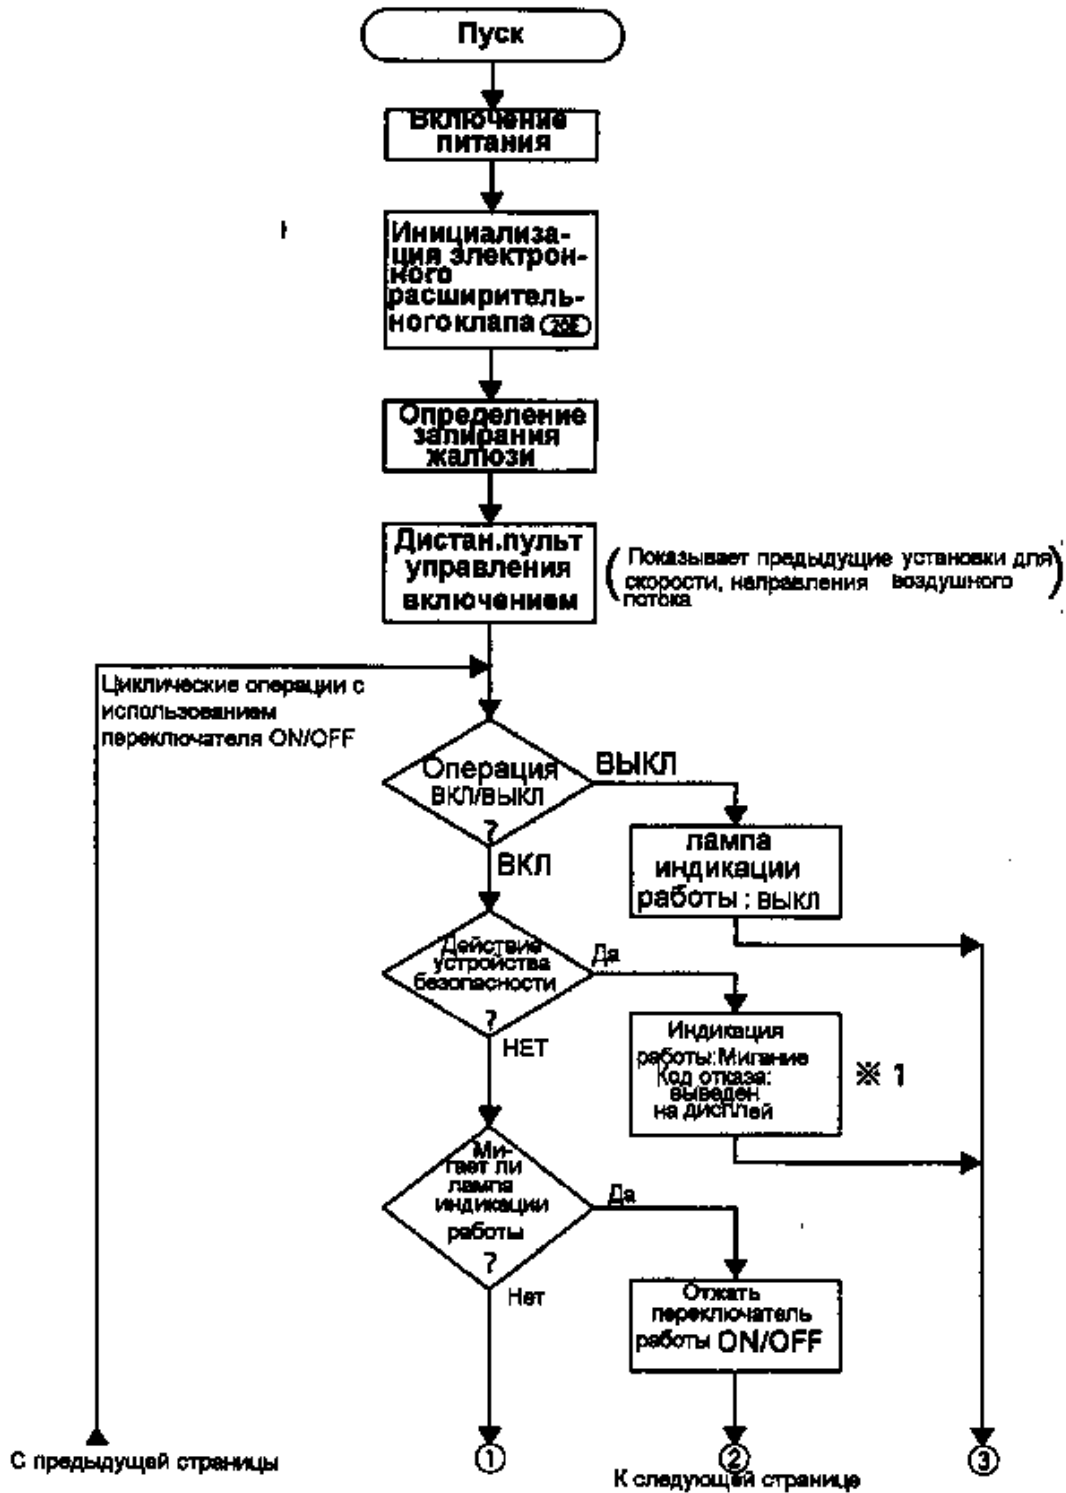 Пуск
Включение
питания
Инициализа-
ция электрон-
ного
расширитель-
ного клапа 20E
Определение
запирания
жалюзи
Дистан.пульт
управления
включением
( Показывает предыдущие установки для )
скорости, направления воздушного
потока
Циклические операции с
использованием
переключателя ON/OFF
Операция
ВКЛ/ВЫКЛ
?
ВЫКЛ
лампа
индикации
работы : выкл
ВКЛ
Действие
устройства
безопасности
?
Да
Индикация
работы:Мигание
Код отказа:
выведен
на дисплей
※ 1
НЕТ
Ми-
гает ли
лампа
индикации
работы
?
Да
Отжать
переключатель
работы ON/OFF
Нет
С предыдущей страницы
① ② ③
К следующей странице